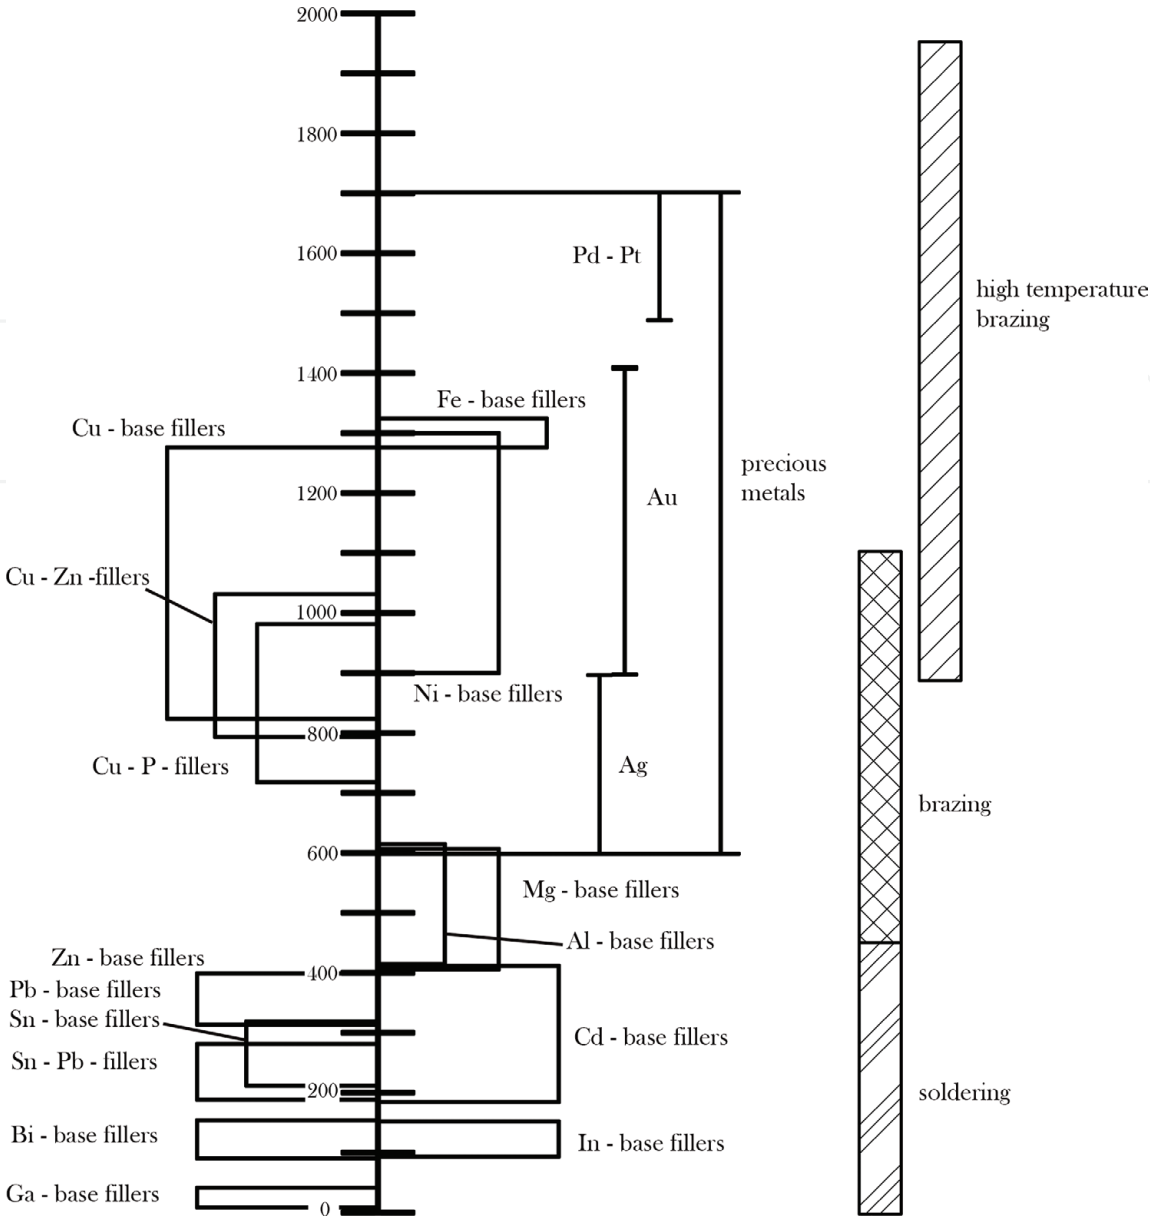 2000
1800
1600
1400
1200
1000
800
600
400
200
0
Cu - base fillers
Cu - Zn -fillers
Cu - P - fillers
Zn - base fillers
Pb - base fillers
Sn - base fillers
Sn - Pb - fillers
Bi - base fillers
Ga - base fillers
Fe - base fillers
Ni - base fillers
Mg - base fillers
Al - base fillers
Cd - base fillers
In - base fillers
Pd - Pt
Au
Ag
precious
metals
high temperature
brazing
brazing
soldering